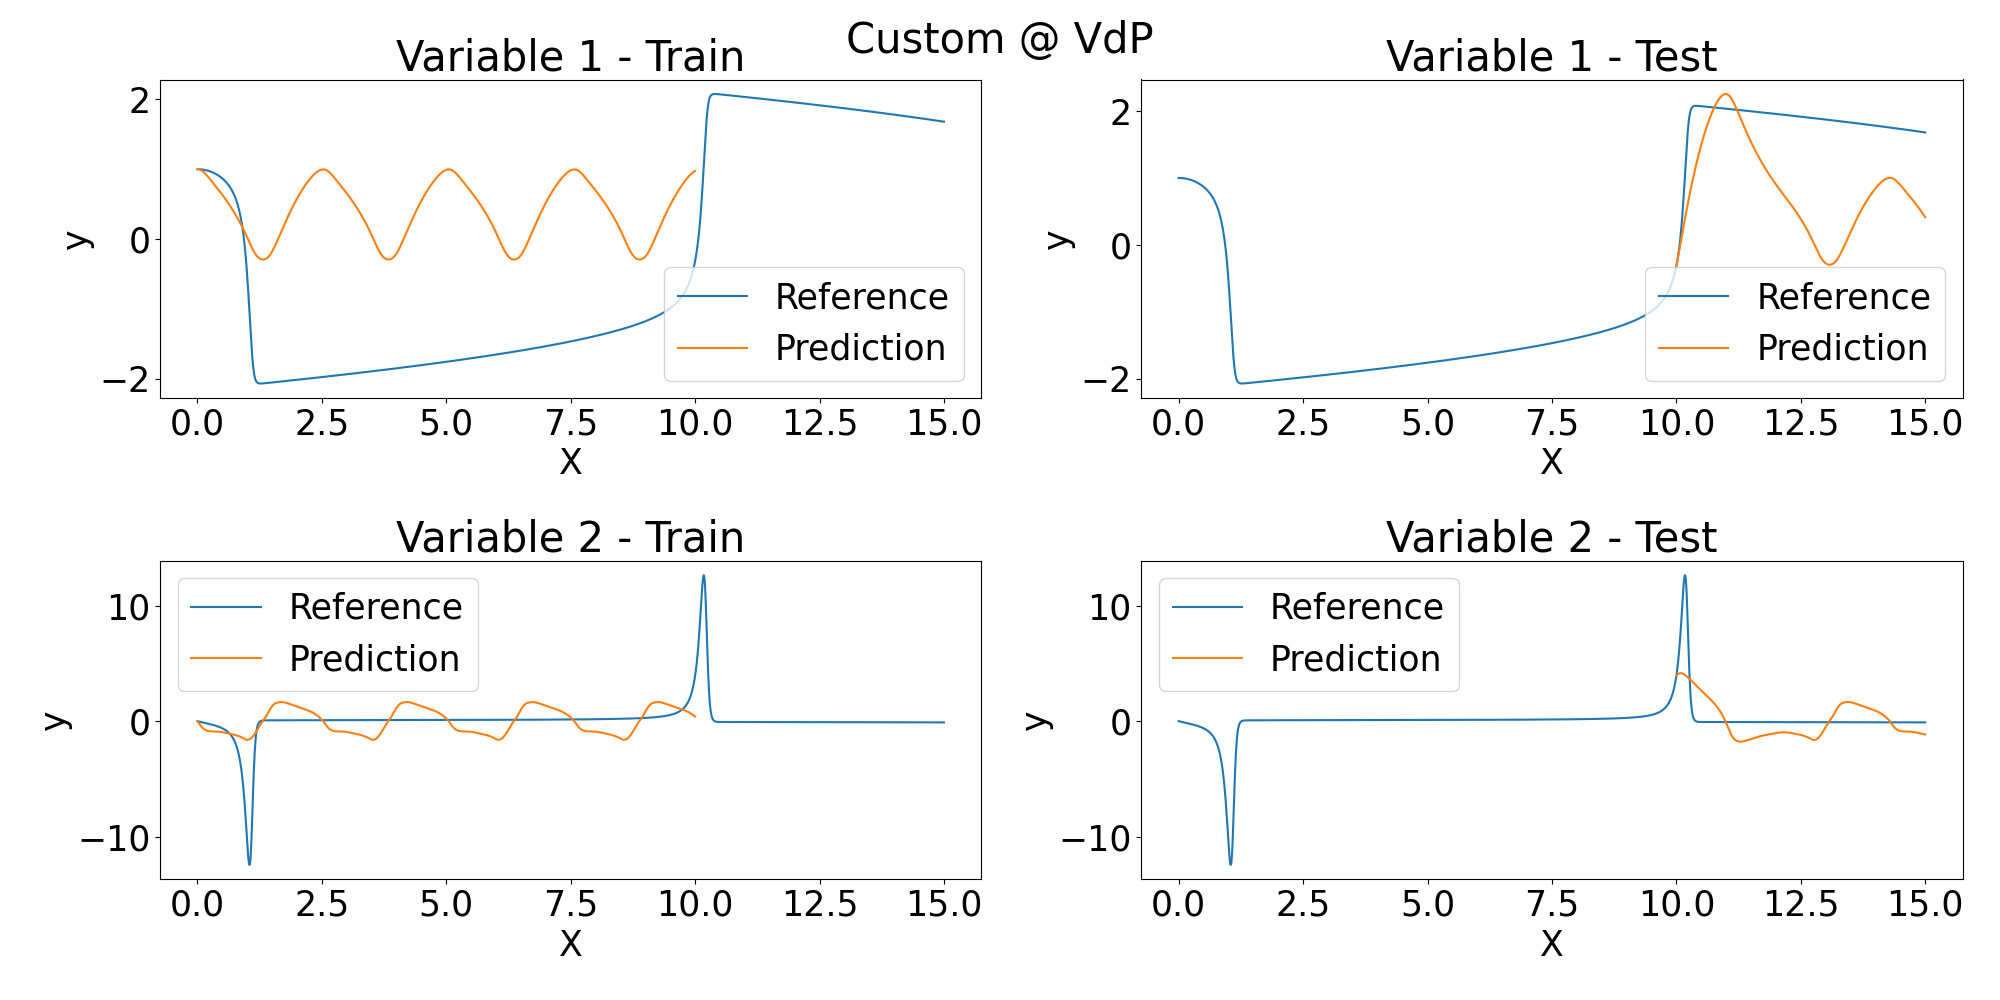 Custom @ VdP
Variable 1 - Train
2
0
−2
y
0.0 2.5 5.0 7.5 10.0 12.5 15.0
X
Reference
Prediction
Variable 1 - Test
2
0
−2
y
0.0 2.5 5.0 7.5 10.0 12.5 15.0
X
Reference
Prediction
Variable 2 - Train
10
0
−10
y
0.0 2.5 5.0 7.5 10.0 12.5 15.0
X
Reference
Prediction
Variable 2 - Test
10
0
−10
y
0.0 2.5 5.0 7.5 10.0 12.5 15.0
X
Reference
Prediction